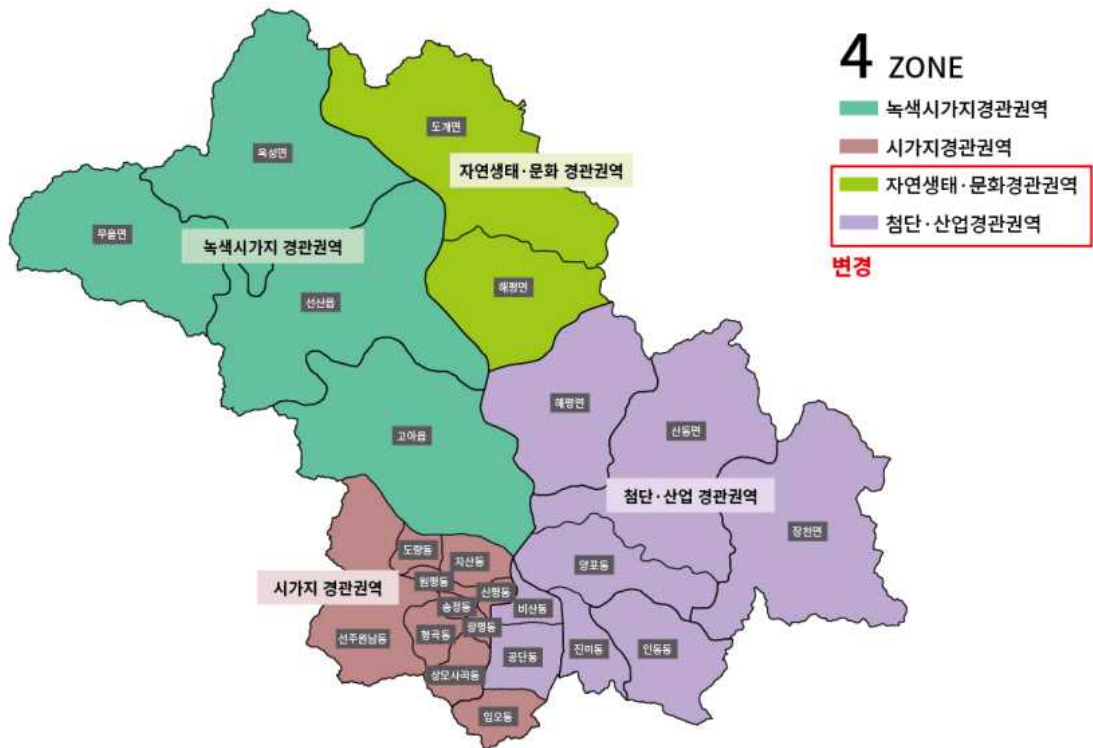 4 ZONE
녹색시가지경관권역
시가지경관권역
자연생태·문화경관권역
첨단·산업경관권역
변경
도개면
옥성면
자연생태·문화 경관권역
무을면
녹색시가지 경관권역
해평면
선산읍
해평면
산동면
고아읍
첨단·산업 경관권역
장천면
도량동
지산동
양포동
원평동
시가지 경관권역
신평동
송정동
비산동
광평동
선주원남동
형곡동
공단동
진미동
인동동
상모사곡동
임오동